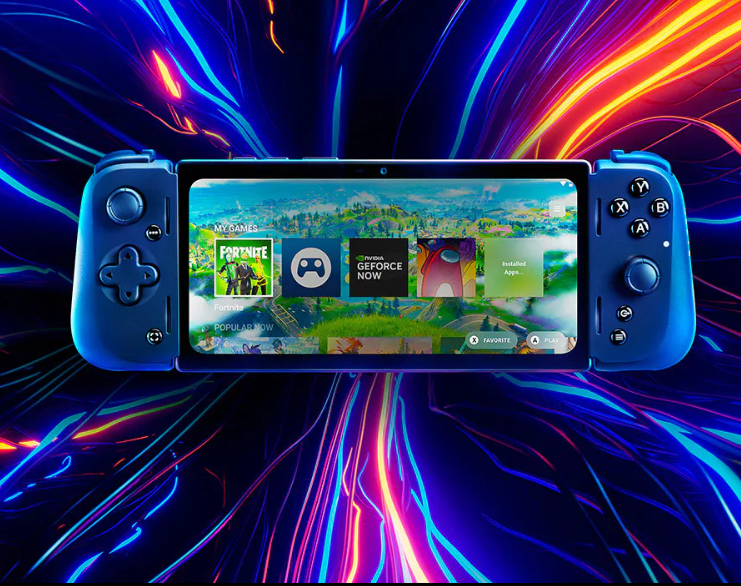 MY GAMES
FORTNITE
NVIDIA
GEFORCE
NOW
Installed
Apps...
Fortnite
POPULAR NOW
X FAVORITE
A PLAY
Y
X
B
A
G